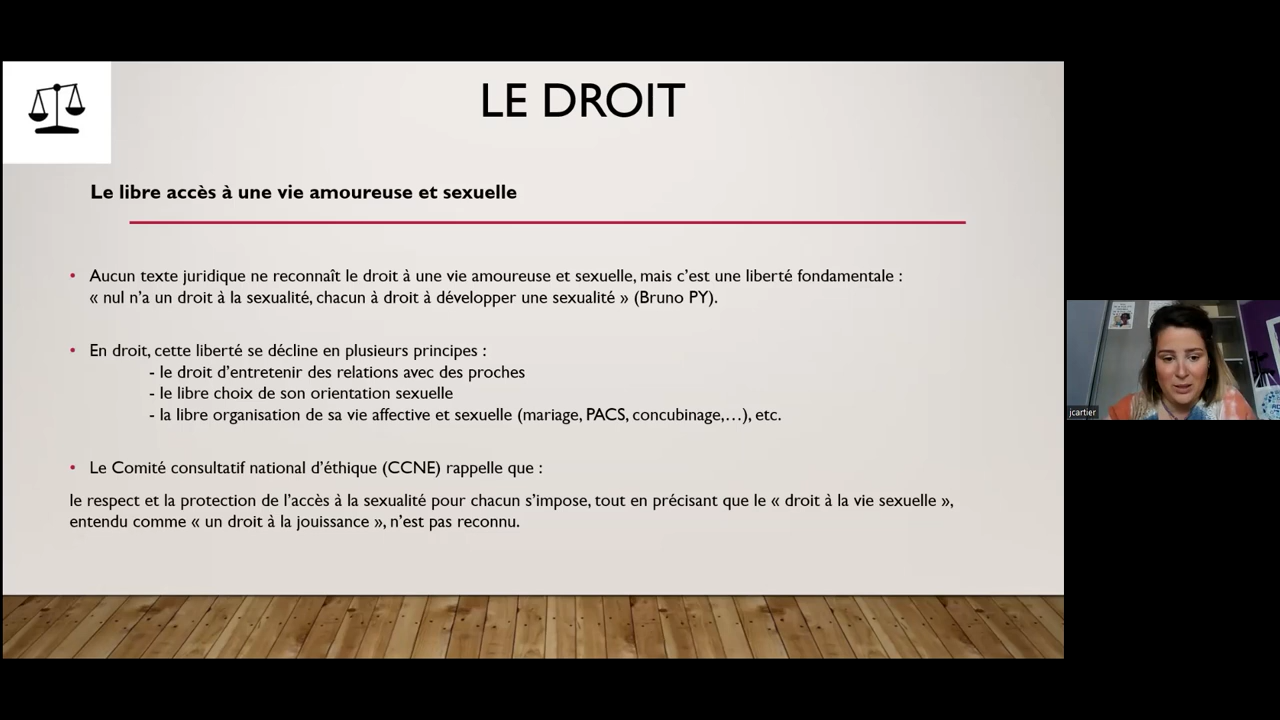 LE DROIT
Le libre accès à une vie amoureuse et sexuelle
• Aucun texte juridique ne reconnaît le droit à une vie amoureuse et sexuelle, mais c’est une liberté fondamentale :
« nul n’a un droit à la sexualité, chacun à droit à développer une sexualité » (Bruno PY).
• En droit, cette liberté se décline en plusieurs principes :
- le droit d’entretenir des relations avec des proches
- le libre choix de son orientation sexuelle
- la libre organisation de sa vie affective et sexuelle (mariage, PACS, concubinage,…), etc.
• Le Comité consultatif national d’éthique (CCNE) rappelle que :
le respect et la protection de l’accès à la sexualité pour chacun s’impose, tout en précisant que le « droit à la vie sexuelle »,
entendu comme « un droit à la jouissance », n’est pas reconnu.
jcartier